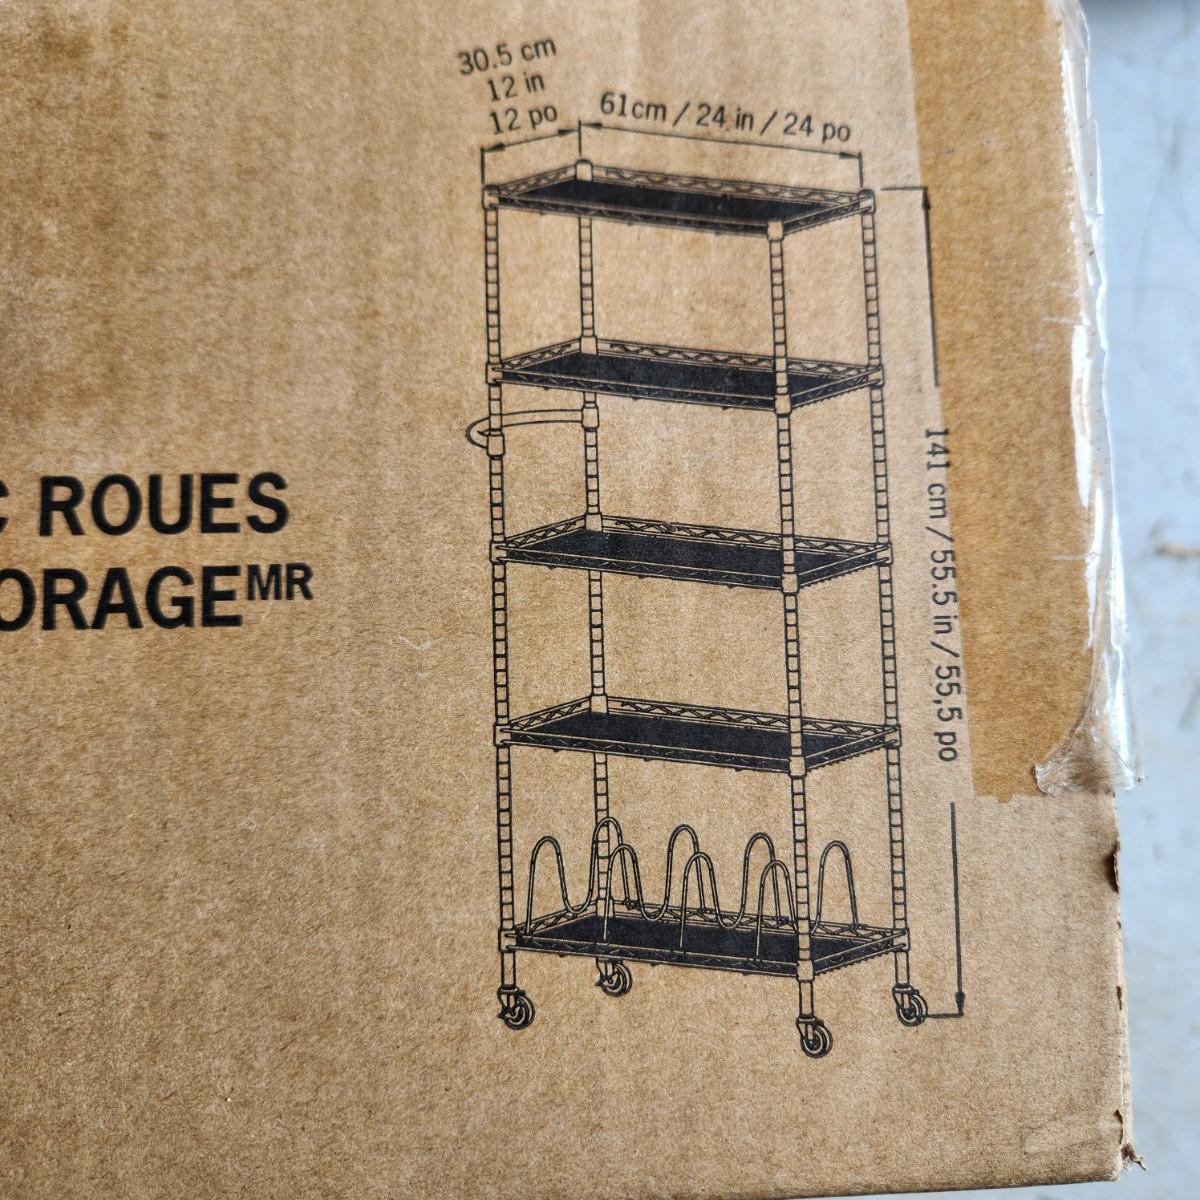 30.5 cm
12 in
12 po
61cm / 24 in / 24 po
141 cm / 55.5 in / 55,5 po
C ROUES
ORAGEMR